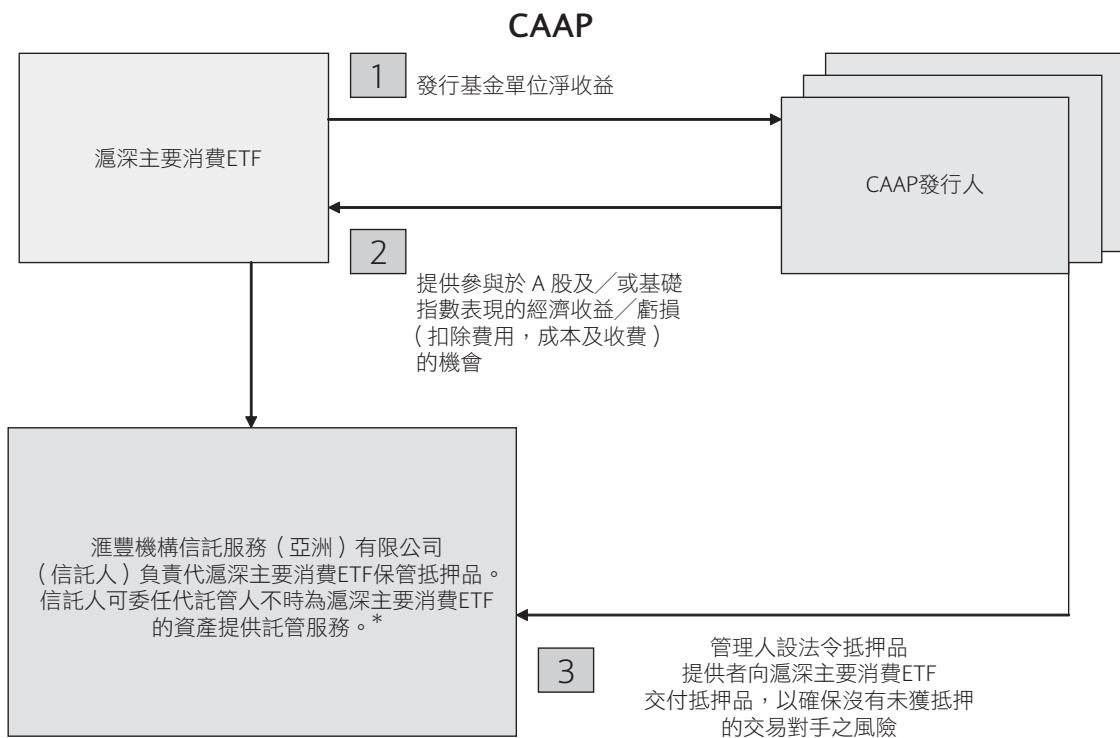 CAAP
1
發行基金單位淨收益
滬深主要消費ETF
CAAP發行人
2
提供參與於 A 股及╱或基礎
指數表現的經濟收益╱虧損
（扣除費用，成本及收費）
的機會
滙豐機構信託服務（亞洲）有限公司
（信託人）負責代滬深主要消費ETF保管抵押品。
信託人可委任代託管人不時為滬深主要消費ETF
的資產提供託管服務。*
3
管理人設法令抵押品
提供者向滬深主要消費ETF
交付抵押品，以確保沒有未獲抵押
的交易對手之風險